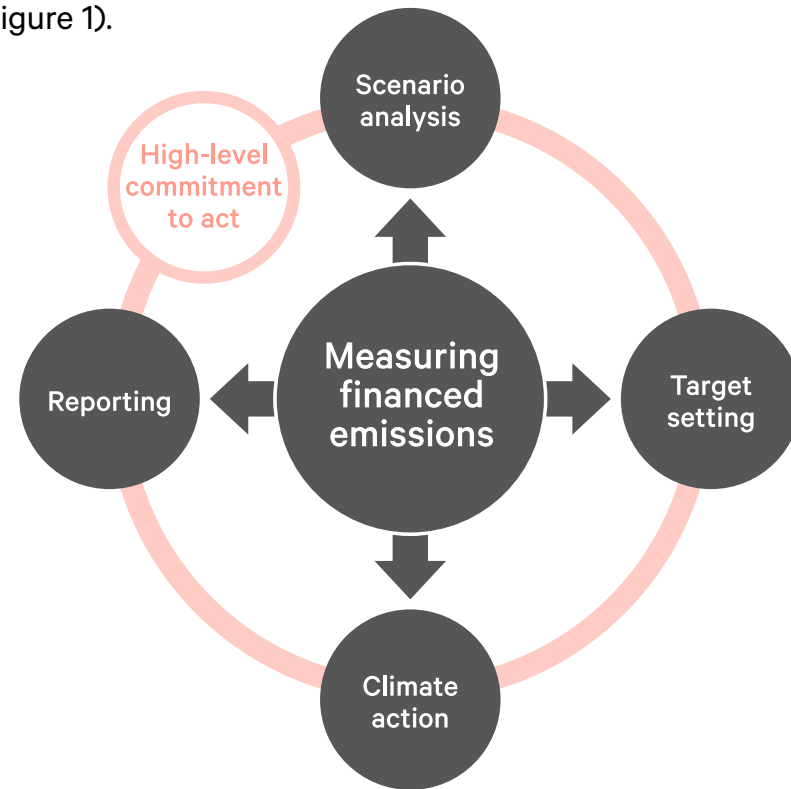 igure 1).
Scenario
analysis
High-level
commitment
to act
Measuring
financed
emissions
Reporting
Target
setting
Climate
action